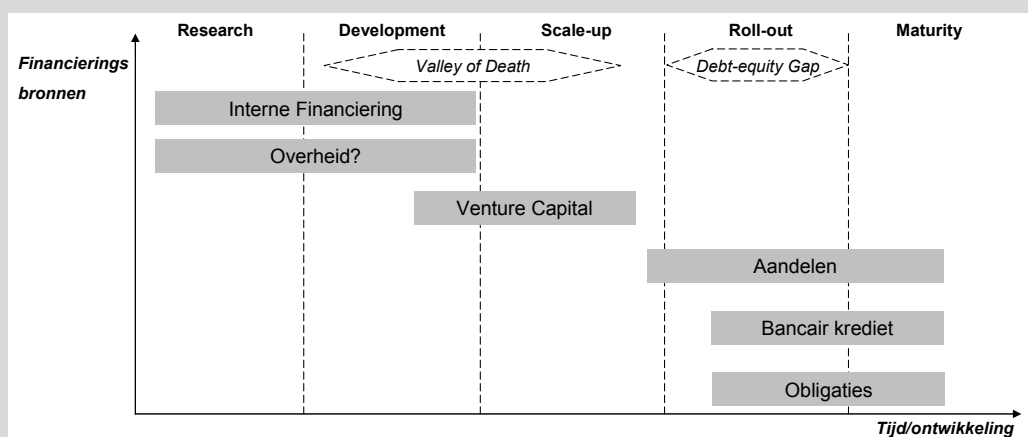 Research Development Scale-up Roll-out Maturity
Financierings
bronnen
Valley of Death Debt-equity Gap
Interne Financiering
Overheid?
Venture Capital
Aandelen
Bancair krediet
Obligaties
Tijd/ontwikkeling